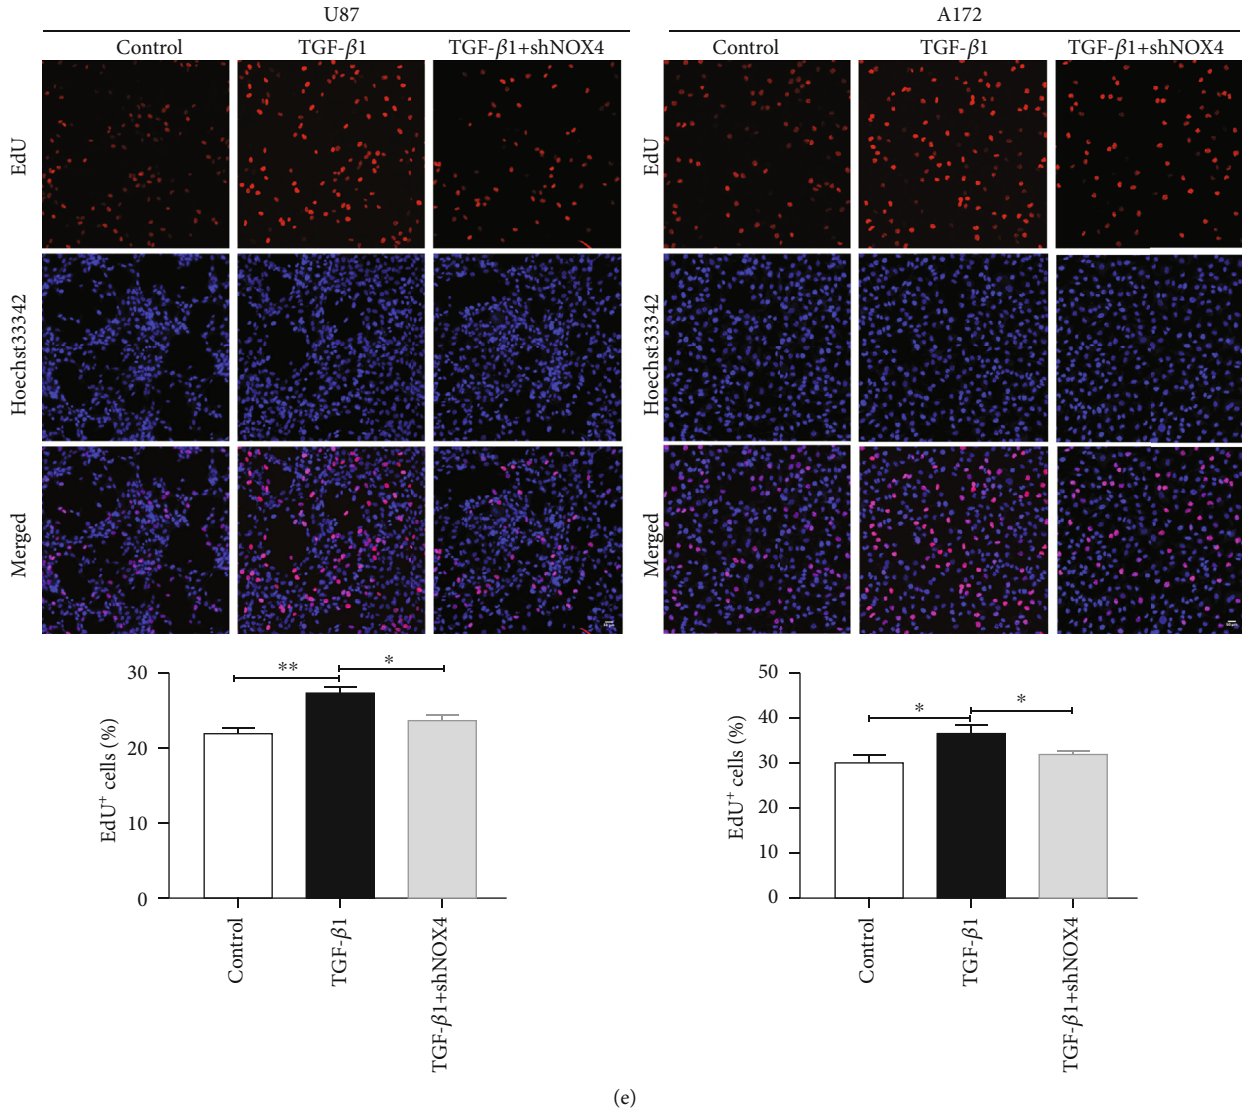 U87
A172
Control
TGF-β1
TGF-β1+shNOX4
Control
TGF-β1
TGF-β1+shNOX4
EdU
EdU
Hoechst33342
Hoechst33342
Merged
Merged
30
20
10
0
EdU+ cells (%)
**
*
Control
TGF-β1
TGF-β1+shNOX4
50
40
30
20
10
0
EdU+ cells (%)
*
*
Control
TGF-β1
TGF-β1+shNOX4
(e)